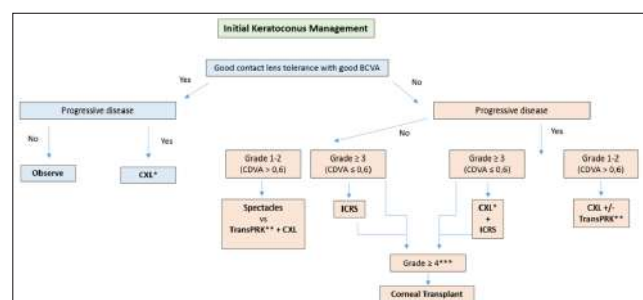 Initial Keratoconus Management
Good contact lens tolerance with good BCVA
Yes
No
Progressive disease
Progressive disease
No
Yes
No
Yes
Observe
CXL*
Grade 1-2
(CDVA > 0,6)
Grade ≥ 3
(CDVA ≤ 0,6)
Grade ≥ 3
(CDVA ≤ 0,6)
Grade 1-2
(CDVA > 0,6)
Spectacles
vs
TransPRK** + CXL
ICRS
CXL*
+
ICRS
CXL +/-
TransPRK**
Grade ≥ 4***
Corneal Transplant